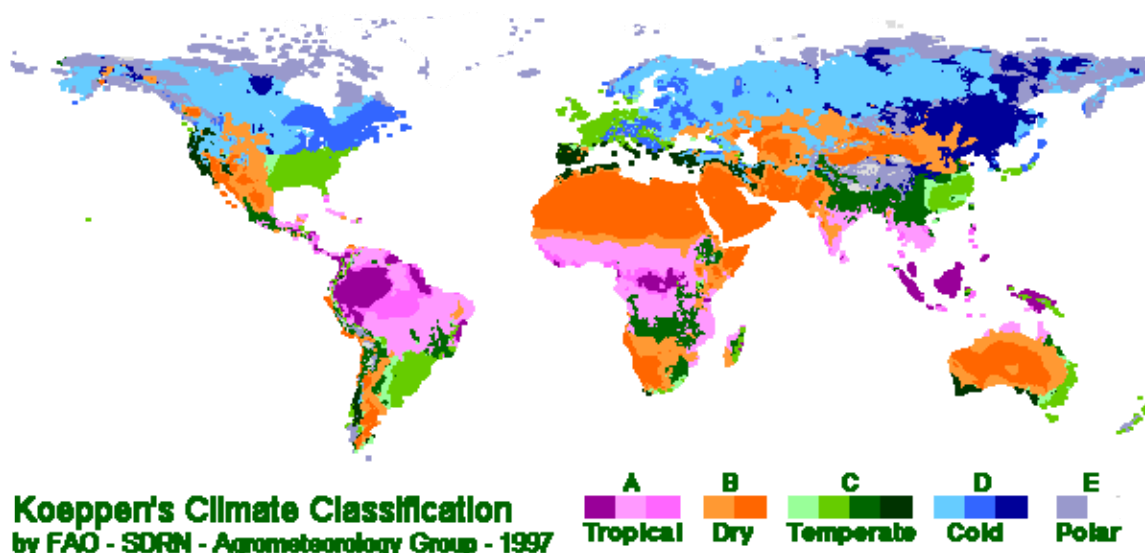 Koeppen's Climate Classification
by FAO - SDRN - Agrometeorology Group - 1997
A B C D E
Tropical Dry Temperate Cold Polar